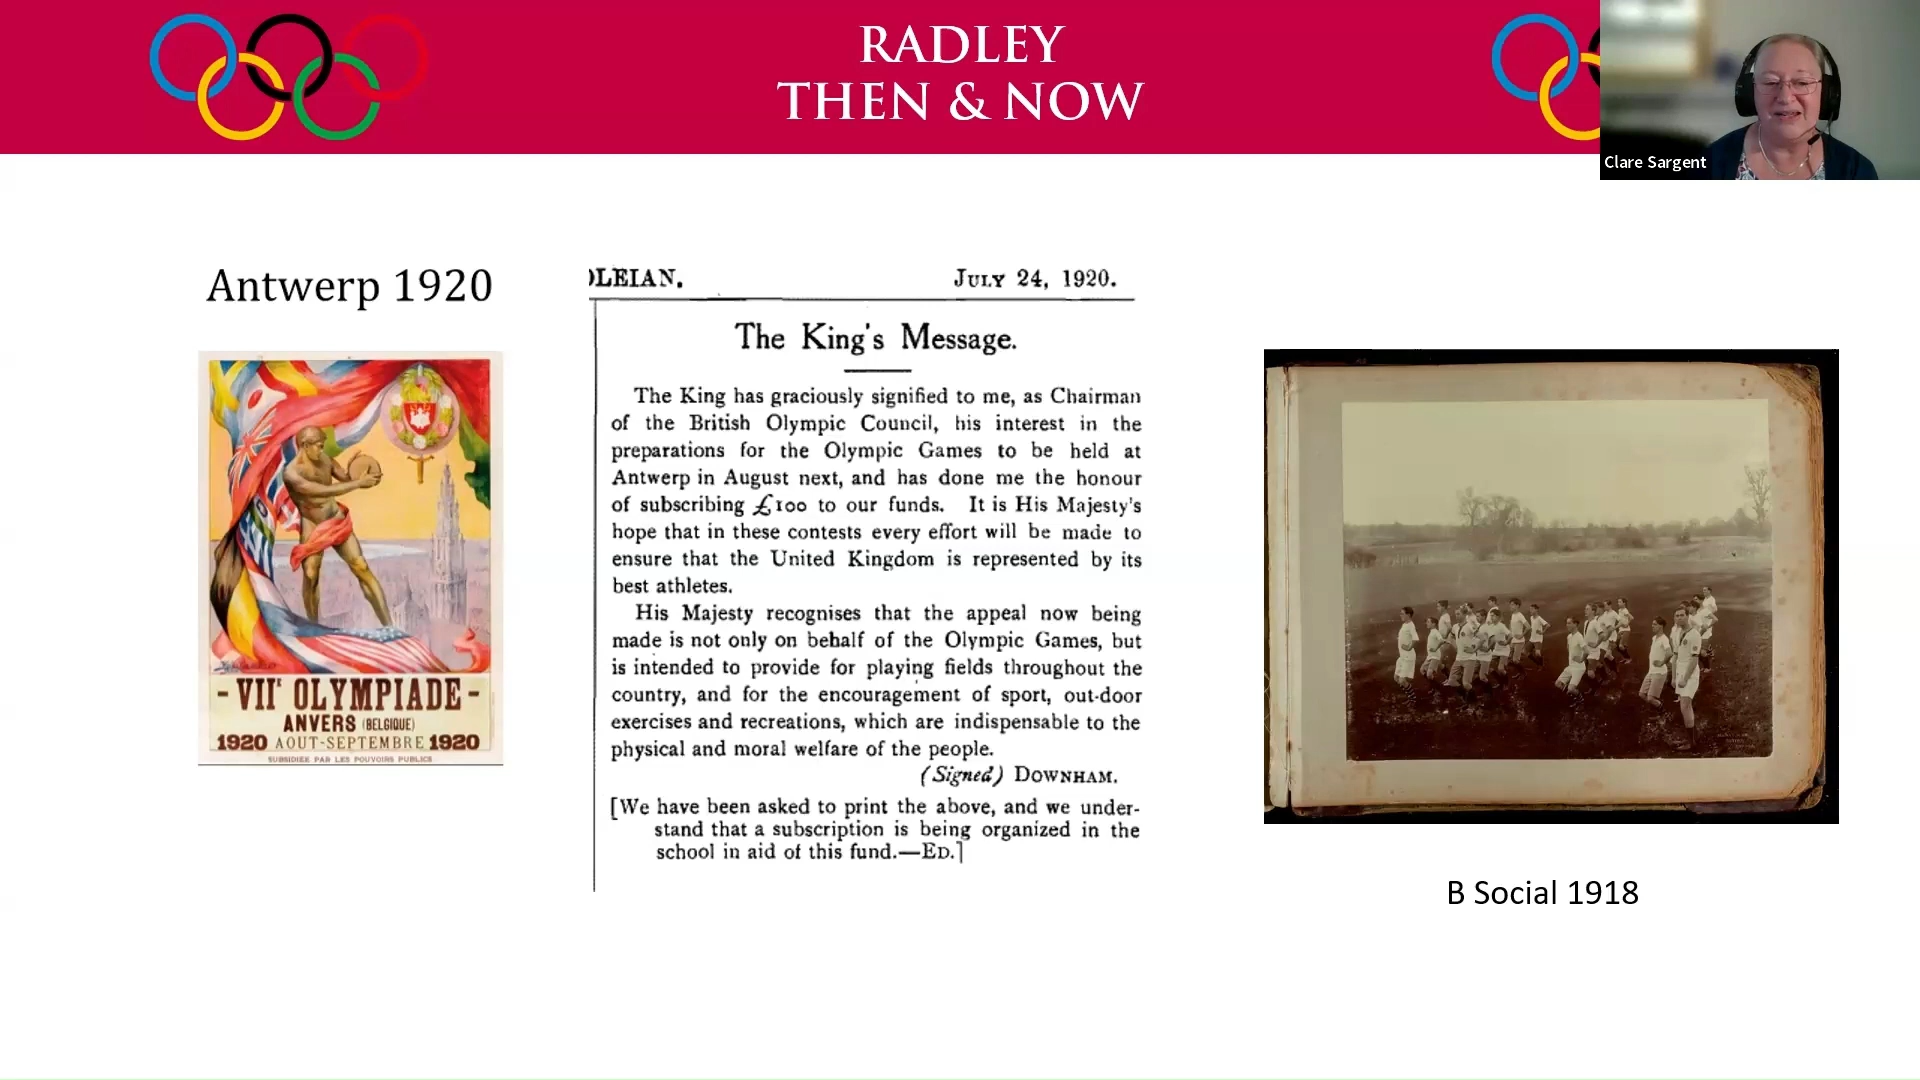 RADLEY
THEN & NOW
Clare Sargent
Antwerp 1920
- VIIᴱ OLYMPIADE -
ANVERS (BELGIQUE)
1920 AOUT-SEPTEMBRE 1920
SUBSIDIÉE PAR LES POUVOIRS PUBLICS
LEIAN. JULY 24, 1920.
The King's Message.
The King has graciously signified to me, as Chairman
of the British Olympic Council, his interest in the
preparations for the Olympic Games to be held at
Antwerp in August next, and has done me the honour
of subscribing £100 to our funds. It is His Majesty's
hope that in these contests every effort will be made to
ensure that the United Kingdom is represented by its
best athletes.
His Majesty recognises that the appeal now being
made is not only on behalf of the Olympic Games, but
is intended to provide for playing fields throughout the
country, and for the encouragement of sport, out-door
exercises and recreations, which are indispensable to the
physical and moral welfare of the people.
(Signed) DOWNHAM.
[We have been asked to print the above, and we under-
stand that a subscription is being organized in the
school in aid of this fund.—ED.]
B Social 1918